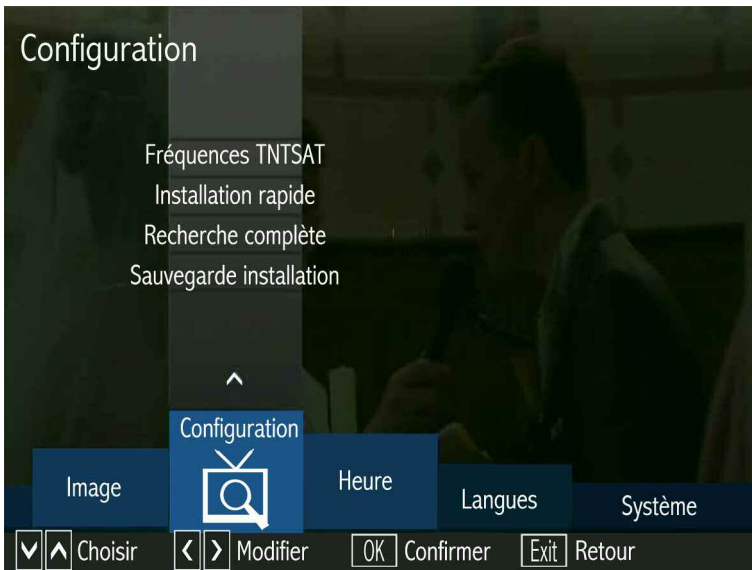 Configuration
Fréquences TNTSAT
Installation rapide
Recherche complète
Sauvegarde installation
Configuration
Image
Heure
Langues
Système
Choisir Modifier OK Confirmer Exit Retour